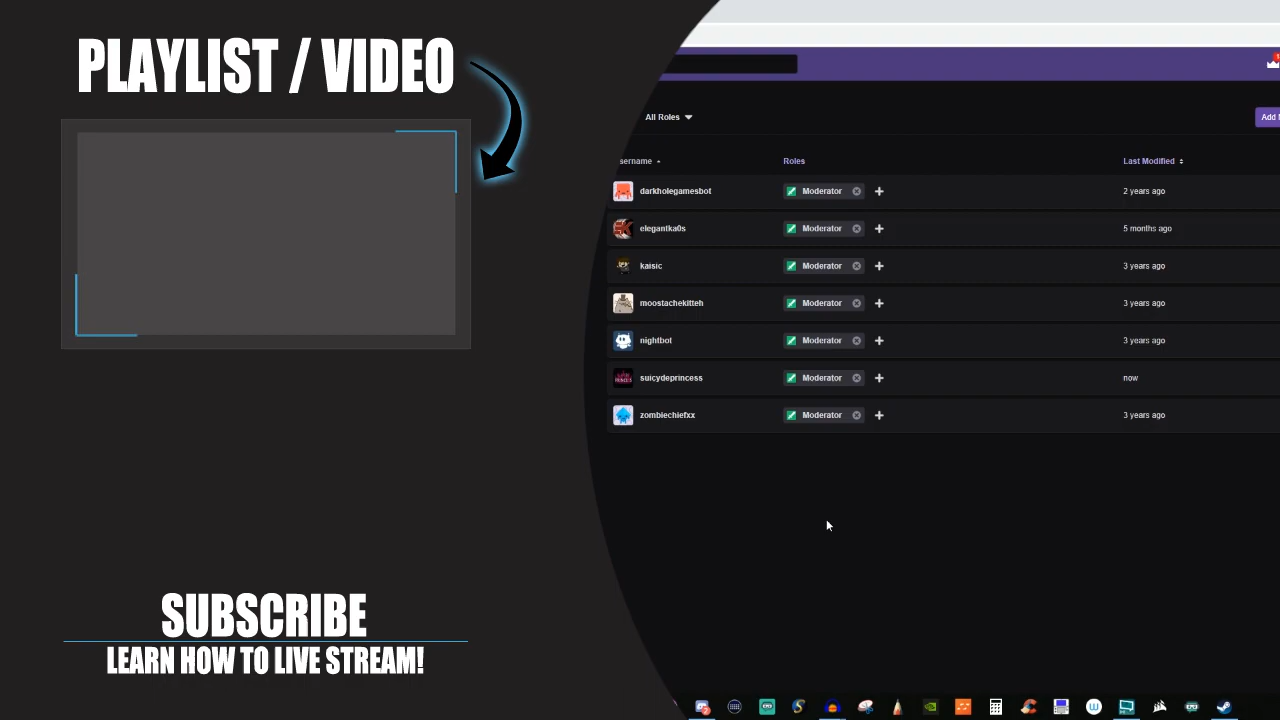 PLAYLIST / VIDEO
All Roles
Add
sername Roles Last Modified
darkholegamesbot Moderator 2 years ago
elegantka0s Moderator 5 months ago
kaisic Moderator 3 years ago
moostachekitteh Moderator 3 years ago
nightbot Moderator 3 years ago
suicydeprincess Moderator now
zombiechiefxx Moderator 3 years ago
SUBSCRIBE
LEARN HOW TO LIVE STREAM!